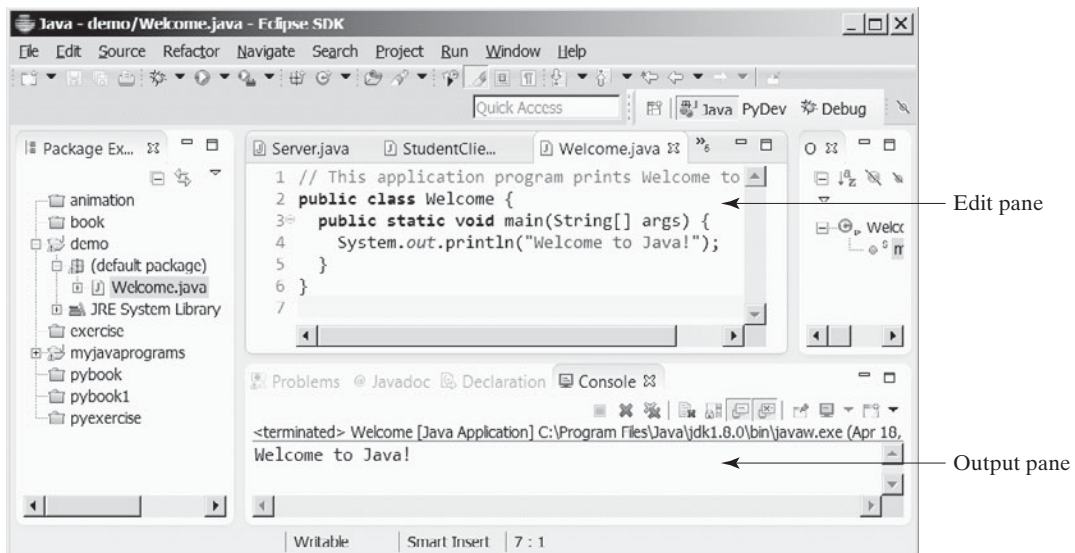 Java - demo/Welcome.java - Eclipse SDK
File Edit Source Refactor Navigate Search Project Run Window Help
Quick Access
Java PyDev Debug
Package Ex...
animation
book
demo
(default package)
Welcome.java
JRE System Library
exercise
myjavaprograms
pybook
pybook1
pyexercise
Server.java StudentClie... Welcome.java »6
1 // This application program prints Welcome to
2 public class Welcome {
3 public static void main(String[] args) {
4 System.out.println("Welcome to Java!");
5 }
6 }
7
O
Welcc
Edit pane
Problems @ Javadoc Declaration Console
<terminated> Welcome [Java Application] C:\Program Files\Java\jdk1.8.0\bin\javaw.exe (Apr 18,
Welcome to Java!
Output pane
Writable Smart Insert 7 : 1